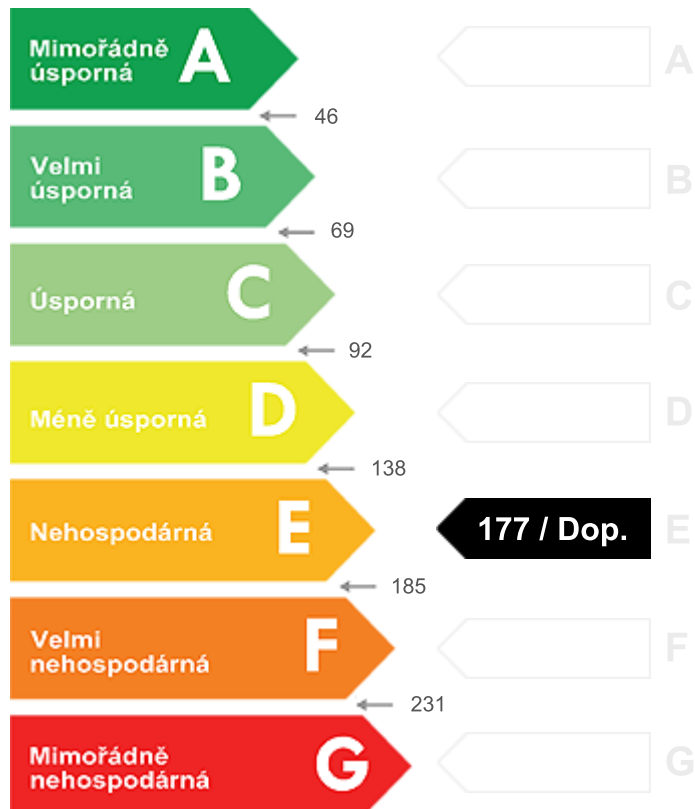 Mimořádně
úsporná
A
A
46
Velmi
úsporná
B
B
69
Úsporná
C
C
92
Méně úsporná
D
D
138
Nehospodárná
E
177 / Dop.
E
185
Velmi
nehospodárná
F
F
231
Mimořádně
nehospodárná
G
G